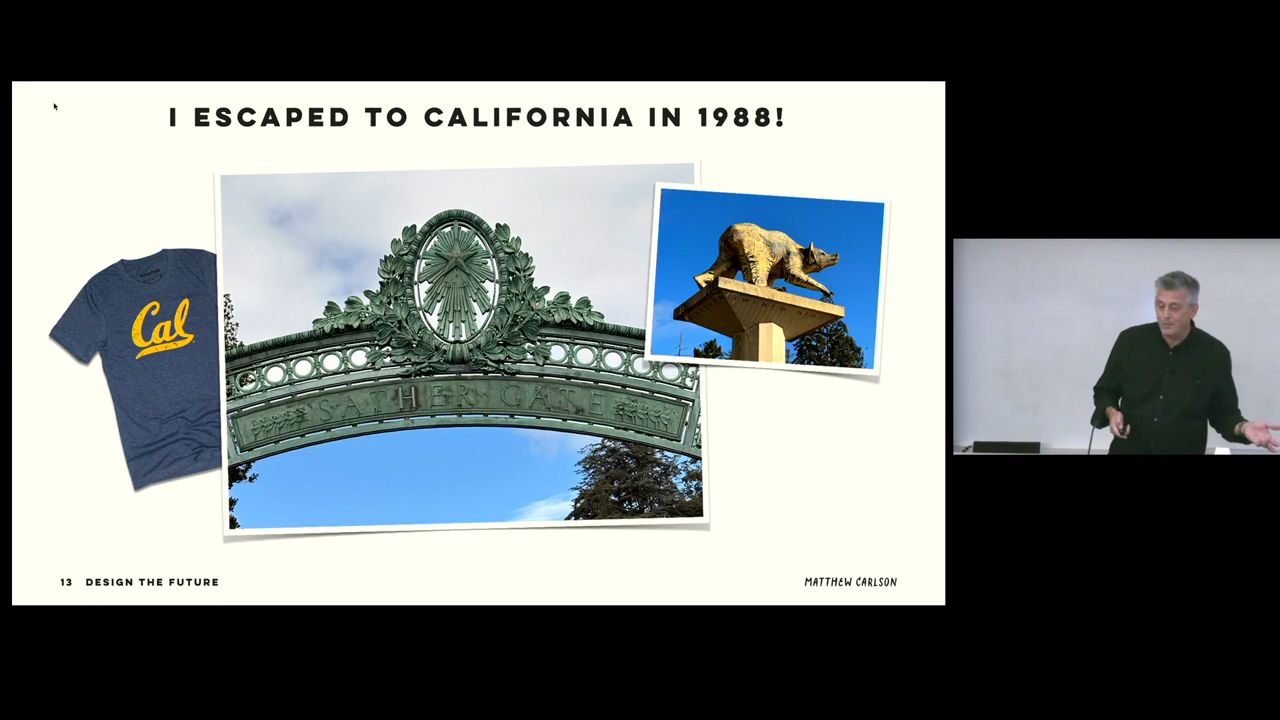 I ESCAPED TO CALIFORNIA IN 1988!
Cal
SATHER GATE
13 DESIGN THE FUTURE
MATTHEW CARLSON